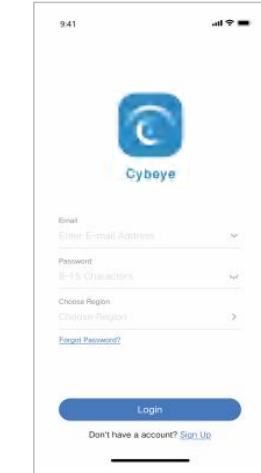 9:41
Cybeye
Email
Enter E-mail Address
Password
8-15 Characters
Choose Region
Choose Region
Forgot Password?
Login
Don't have a account? Sign Up